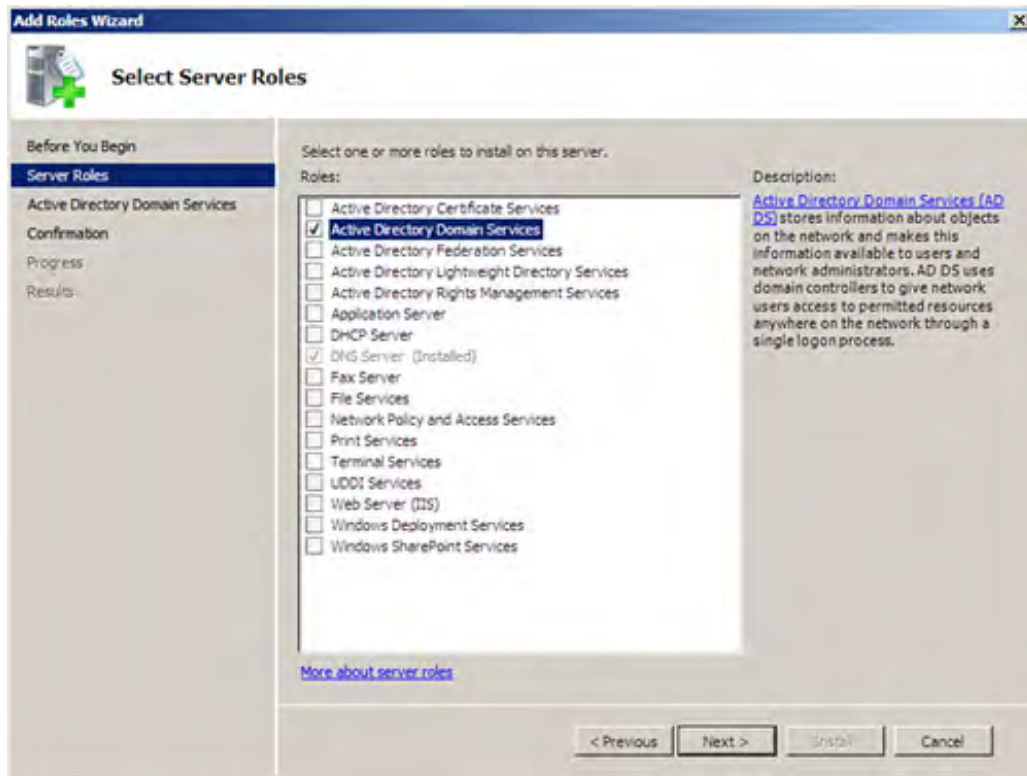 Add Roles Wizard
Select Server Roles
Before You Begin
Server Roles
Active Directory Domain Services
Confirmation
Progress
Results
Select one or more roles to install on this server.
Roles:
Active Directory Certificate Services
Active Directory Domain Services
Active Directory Federation Services
Active Directory Lightweight Directory Services
Active Directory Rights Management Services
Application Server
DHCP Server
DNS Server (Installed)
Fax Server
File Services
Network Policy and Access Services
Print Services
Terminal Services
UDDI Services
Web Server (IIS)
Windows Deployment Services
Windows SharePoint Services
More about server roles
Description:
Active Directory Domain Services (AD
DS) stores information about objects
on the network and makes this
information available to users and
network administrators. AD DS uses
domain controllers to give network
users access to permitted resources
anywhere on the network through a
single logon process.
< Previous
Next >
Install
Cancel